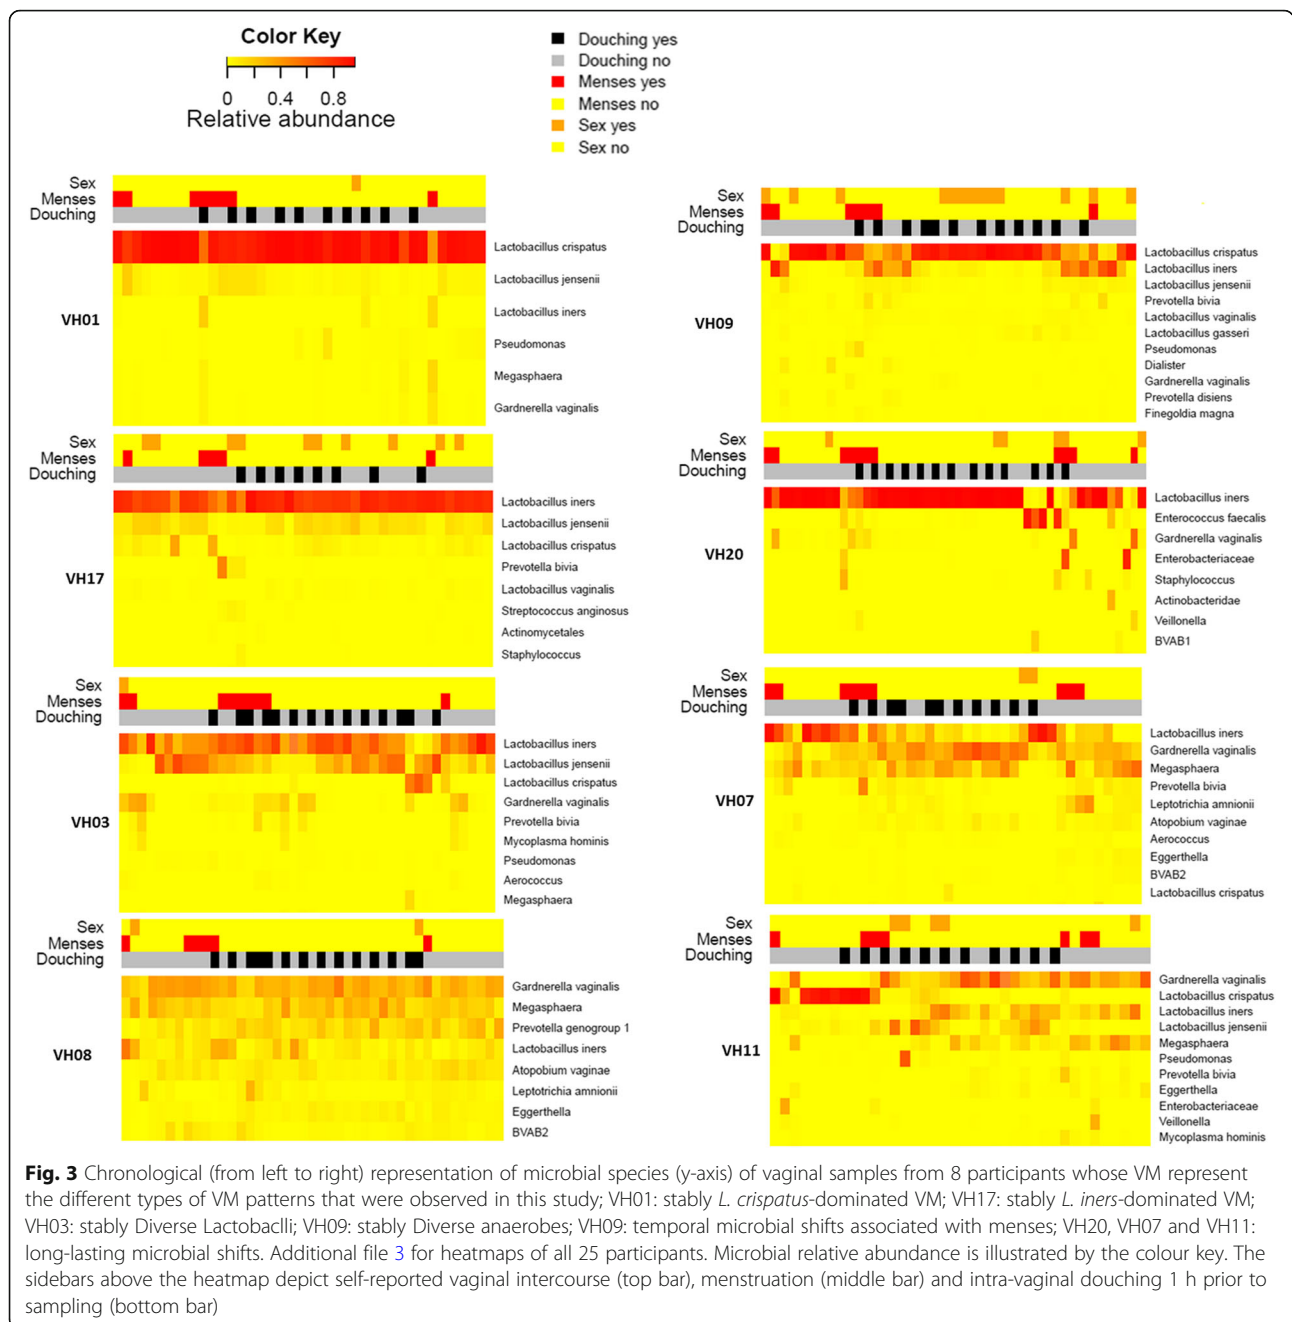 Color Key
0 0.4 0.8
Relative abundance
Douching yes
Douching no
Menses yes
Menses no
Sex yes
Sex no
Sex
Menses
Douching
VH01
Lactobacillus crispatus
Lactobacillus jensenii
Lactobacillus iners
Pseudomonas
Megasphaera
Gardnerella vaginalis
Sex
Menses
Douching
VH09
Lactobacillus crispatus
Lactobacillus iners
Lactobacillus jensenii
Prevotella bivia
Lactobacillus vaginalis
Lactobacillus gasseri
Pseudomonas
Dialister
Gardnerella vaginalis
Prevotella disiens
Finegoldia magna
Sex
Menses
Douching
VH17
Lactobacillus iners
Lactobacillus jensenii
Lactobacillus crispatus
Prevotella bivia
Lactobacillus vaginalis
Streptococcus anginosus
Actinomycetales
Staphylococcus
Sex
Menses
Douching
VH20
Lactobacillus iners
Enterococcus faecalis
Gardnerella vaginalis
Enterobacteriaceae
Staphylococcus
Actinobacteridae
Veillonella
BVAB1
Sex
Menses
Douching
VH03
Lactobacillus iners
Lactobacillus jensenii
Lactobacillus crispatus
Gardnerella vaginalis
Prevotella bivia
Mycoplasma hominis
Pseudomonas
Aerococcus
Megasphaera
Sex
Menses
Douching
VH07
Lactobacillus iners
Gardnerella vaginalis
Megasphaera
Prevotella bivia
Leptotrichia amnionii
Atopobium vaginae
Aerococcus
Eggerthella
BVAB2
Lactobacillus crispatus
Sex
Menses
Douching
VH08
Gardnerella vaginalis
Megasphaera
Prevotella genogroup 1
Lactobacillus iners
Atopobium vaginae
Leptotrichia amnionii
Eggerthella
BVAB2
Sex
Menses
Douching
VH11
Gardnerella vaginalis
Lactobacillus crispatus
Lactobacillus iners
Lactobacillus jensenii
Megasphaera
Pseudomonas
Prevotella bivia
Eggerthella
Enterobacteriaceae
Veillonella
Mycoplasma hominis
Fig. 3 Chronological (from left to right) representation of microbial species (y-axis) of vaginal samples from 8 participants whose VM represent
the different types of VM patterns that were observed in this study; VH01: stably L. crispatus-dominated VM; VH17: stably L. iners-dominated VM;
VH03: stably Diverse Lactobaclli; VH09: stably Diverse anaerobes; VH09: temporal microbial shifts associated with menses; VH20, VH07 and VH11:
long-lasting microbial shifts. Additional file 3 for heatmaps of all 25 participants. Microbial relative abundance is illustrated by the colour key. The
sidebars above the heatmap depict self-reported vaginal intercourse (top bar), menstruation (middle bar) and intra-vaginal douching 1 h prior to
sampling (bottom bar)